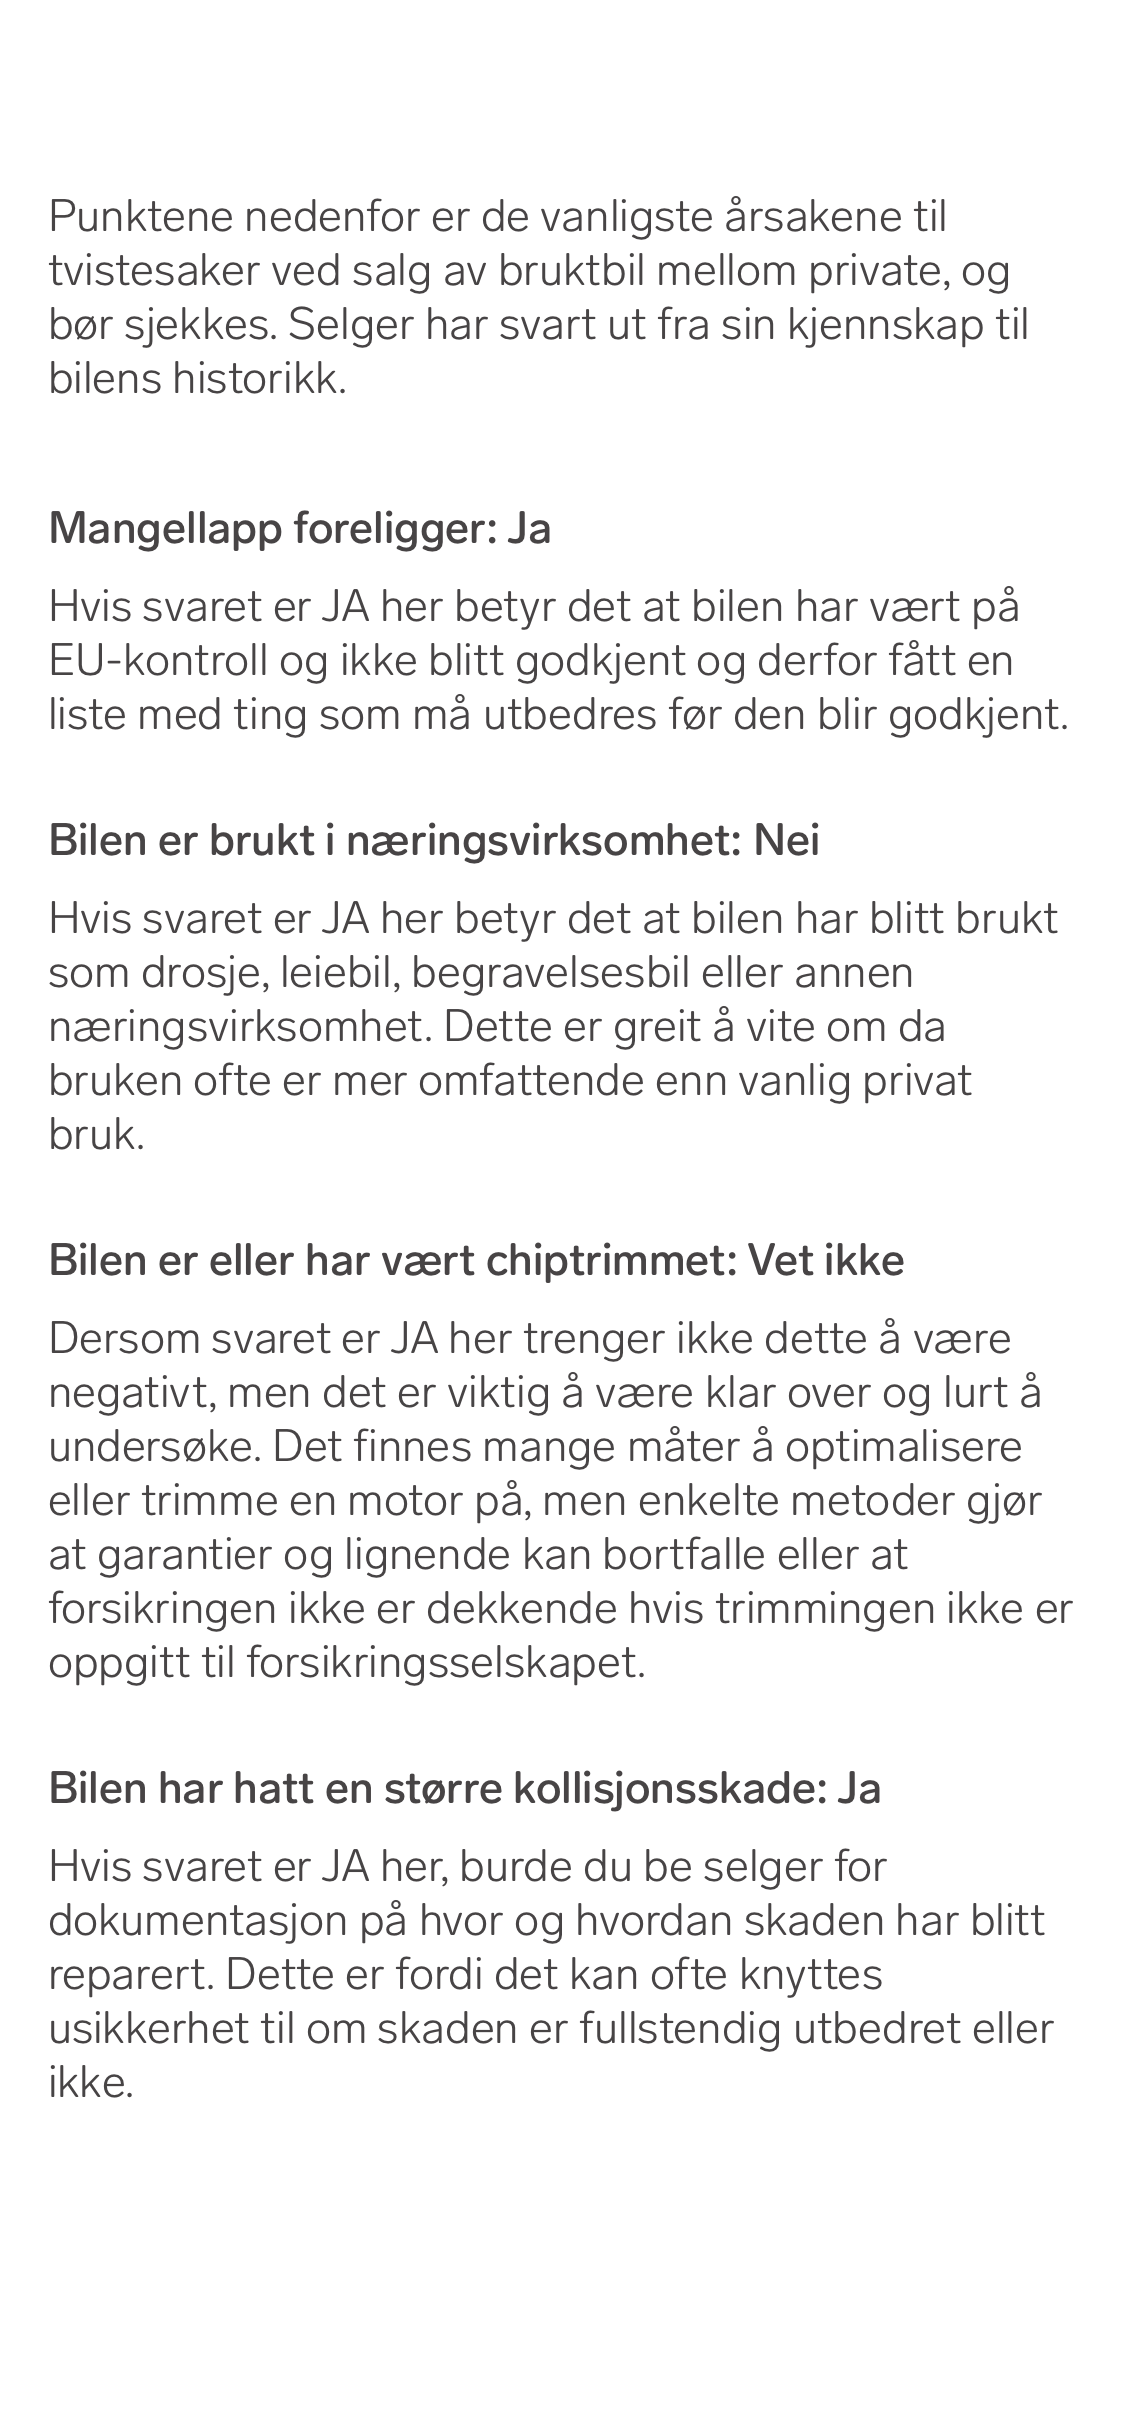 Punktene nedenfor er de vanligste årsakene til
tvistesaker ved salg av bruktbil mellom private, og
bør sjekkes. Selger har svart ut fra sin kjennskap til
bilens historikk.
Mangellapp foreligger: Ja
Hvis svaret er JA her betyr det at bilen har vært på
EU-kontroll og ikke blitt godkjent og derfor fått en
liste med ting som må utbedres før den blir godkjent.
Bilen er brukt i næringsvirksomhet: Nei
Hvis svaret er JA her betyr det at bilen har blitt brukt
som drosje, leiebil, begravelsesbil eller annen
næringsvirksomhet. Dette er greit å vite om da
bruken ofte er mer omfattende enn vanlig privat
bruk.
Bilen er eller har vært chiptrimmet: Vet ikke
Dersom svaret er JA her trenger ikke dette å være
negativt, men det er viktig å være klar over og lurt å
undersøke. Det finnes mange måter å optimalisere
eller trimme en motor på, men enkelte metoder gjør
at garantier og lignende kan bortfalle eller at
forsikringen ikke er dekkende hvis trimmingen ikke er
oppgitt til forsikringsselskapet.
Bilen har hatt en større kollisjonsskade: Ja
Hvis svaret er JA her, burde du be selger for
dokumentasjon på hvor og hvordan skaden har blitt
reparert. Dette er fordi det kan ofte knyttes
usikkerhet til om skaden er fullstendig utbedret eller
ikke.